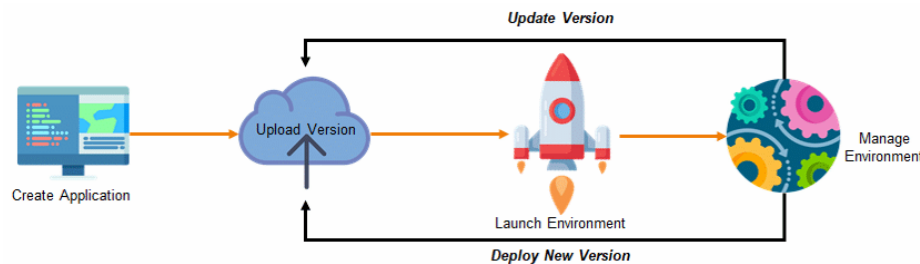 Update Version
Upload Version
Create Application
Launch Environment
Manage
Environment
Deploy New Version